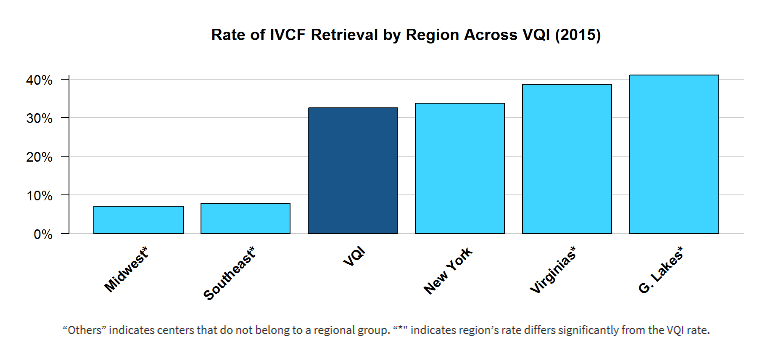 Rate of IVCF Retrieval by Region Across VQI (2015)
40%
30%
20%
10%
0%
Midwest*
Southeast*
VQI
New York
Virginias*
G. Lakes*
“Others” indicates centers that do not belong to a regional group. “*” indicates region’s rate differs significantly from the VQI rate.